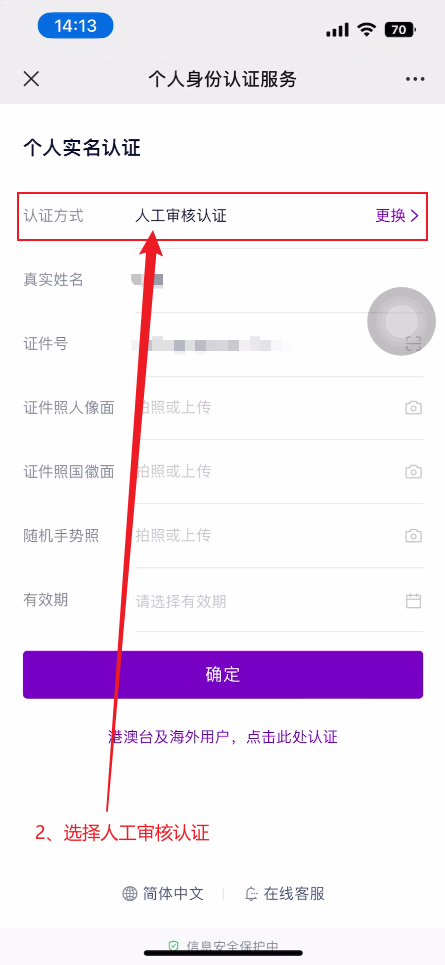 14:13
70
个人身份认证服务
个人实名认证
认证方式 人工审核认证 更换
真实姓名
证件号
证件照人像面 拍照或上传
证件照国徽面 拍照或上传
随机手势照 拍照或上传
有效期 请选择有效期
确定
港澳台及海外用户，点击此处认证
2、选择人工审核认证
简体中文 在线客服
信息安全保护中